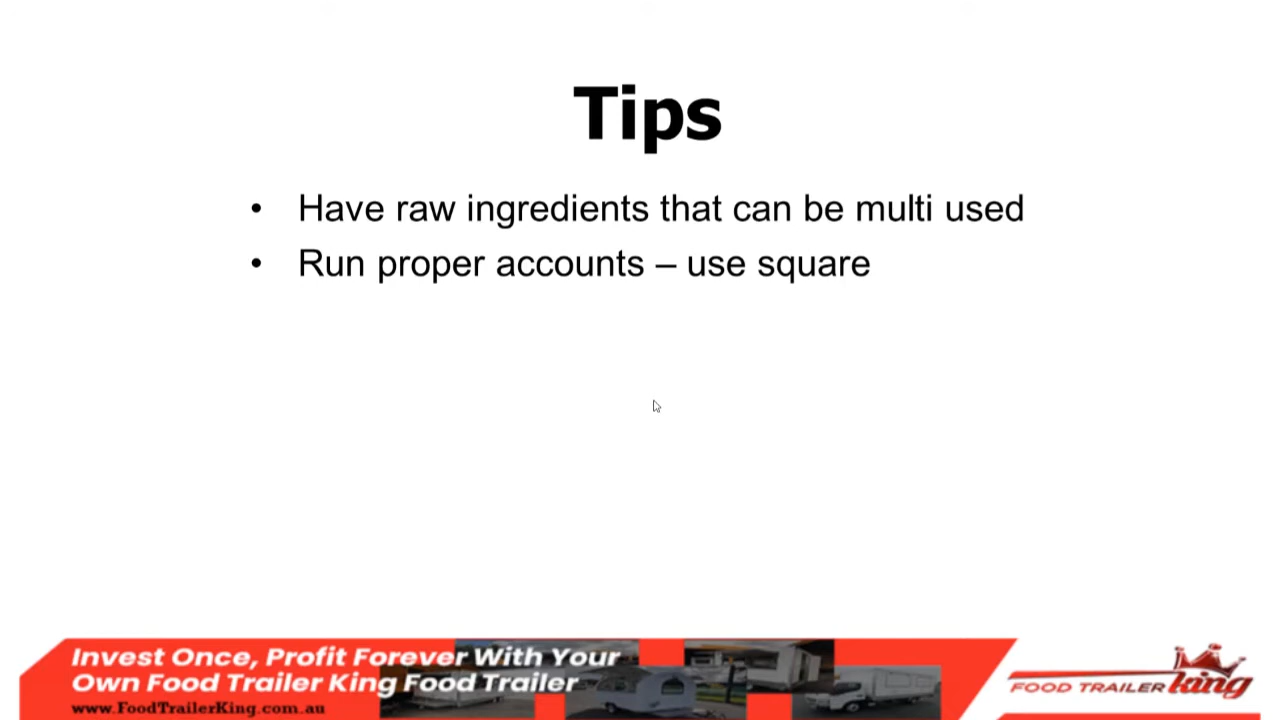 Tips
• Have raw ingredients that can be multi used
• Run proper accounts – use square
Invest Once, Profit Forever With Your
Own Food Trailer King Food Trailer
www.FoodTrailerKing.com.au
FOOD TRAILER king